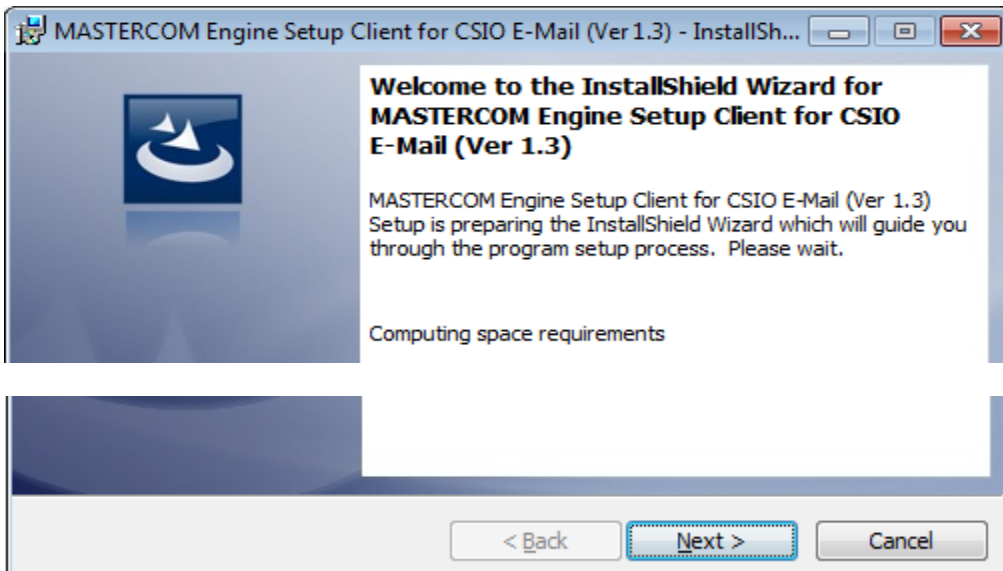 MASTERCOM Engine Setup Client for CSIO E-Mail (Ver 1.3) - InstallSh...
Welcome to the InstallShield Wizard for
MASTERCOM Engine Setup Client for CSIO
E-Mail (Ver 1.3)
MASTERCOM Engine Setup Client for CSIO E-Mail (Ver 1.3)
Setup is preparing the InstallShield Wizard which will guide you
through the program setup process.  Please wait.
Computing space requirements
< Back
Next >
Cancel